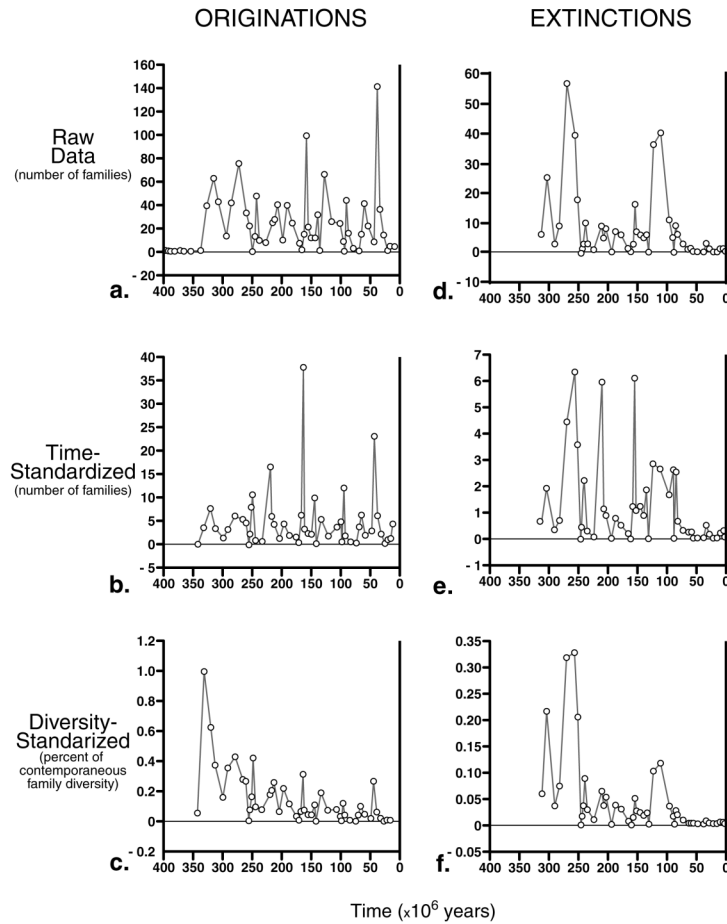 ORIGINATIONS
EXTINCTIONS
Raw
Data
(number of families)
160
140
120
100
80
60
40
20
0
- 20
400 350 300 250 200 150 100 50 0
a.
60
50
40
30
20
10
0
- 10
400 350 300 250 200 150 100 50 0
d.
Time-
Standardized
(number of families)
40
35
30
25
20
15
10
5
0
- 5
400 350 300 250 200 150 100 50 0
b.
7
6
5
4
3
2
1
0
- 1
400 350 300 250 200 150 100 50 0
e.
Diversity-
Standarized
(percent of
contemporaneous
family diversity)
1.2
1.0
0.8
0.6
0.4
0.2
0
- 0.2
400 350 300 250 200 150 100 50 0
c.
0.35
0.30
0.25
0.20
0.15
0.10
0.05
0
- 0.05
400 350 300 250 200 150 100 50 0
f.
Time (x10⁶ years)